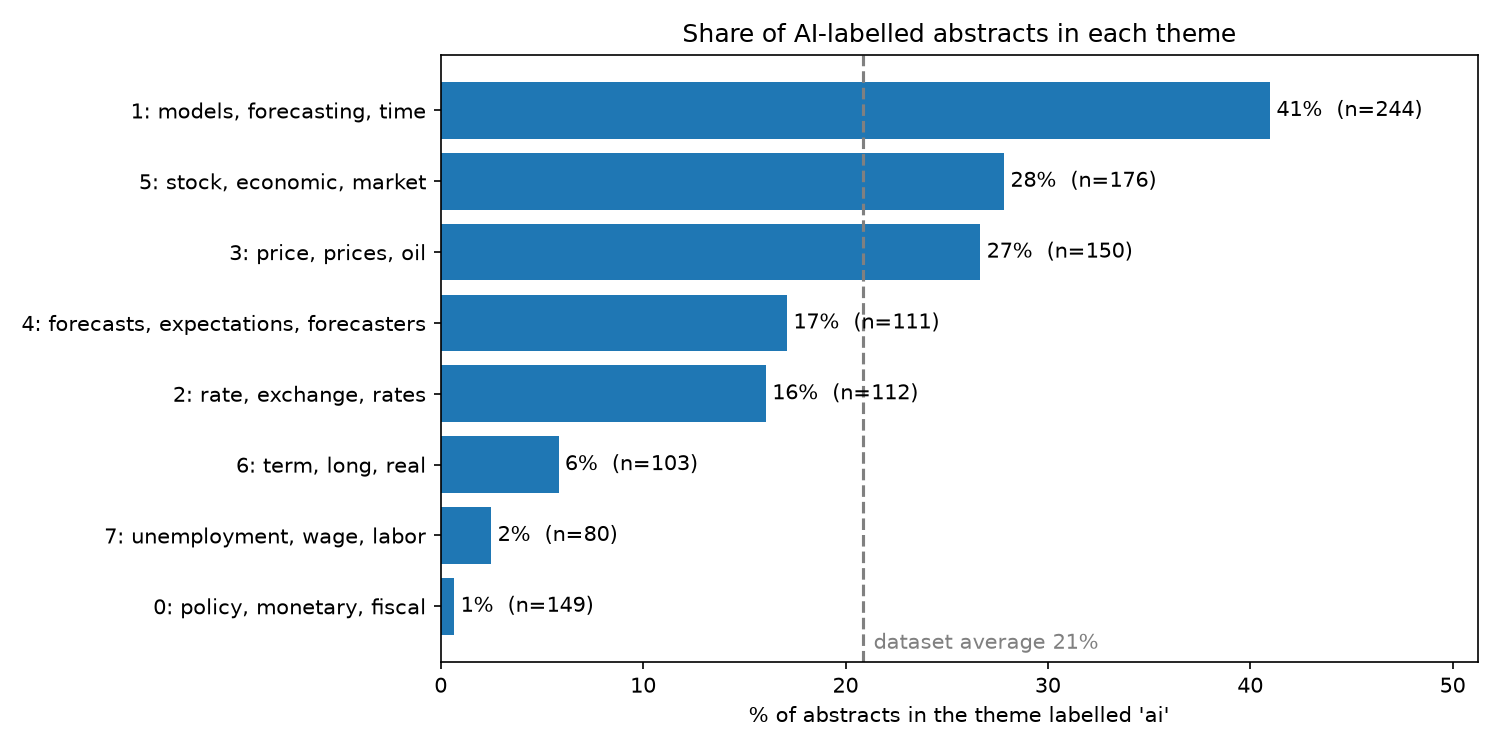 Share of AI-labelled abstracts in each theme
1: models, forecasting, time 41% (n=244)
5: stock, economic, market 28% (n=176)
3: price, prices, oil 27% (n=150)
4: forecasts, expectations, forecasters 17% (n=111)
2: rate, exchange, rates 16% (n=112)
6: term, long, real 6% (n=103)
7: unemployment, wage, labor 2% (n=80)
0: policy, monetary, fiscal 1% (n=149)
dataset average 21%
0 10 20 30 40 50
% of abstracts in the theme labelled 'ai'